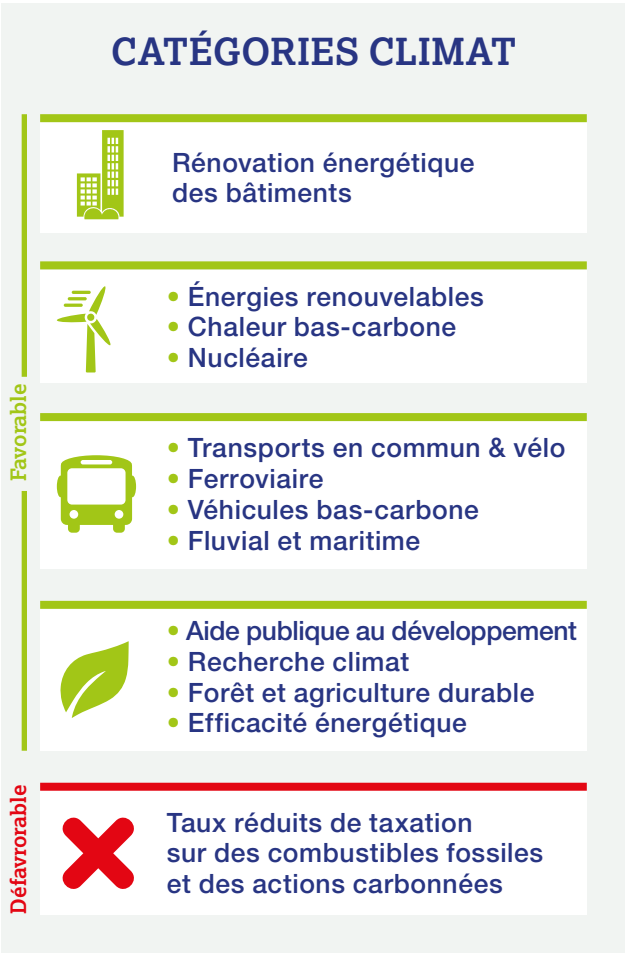 CATÉGORIES CLIMAT
Favorable
Rénovation énergétique
des bâtiments
• Énergies renouvelables
• Chaleur bas-carbone
• Nucléaire
• Transports en commun & vélo
• Ferroviaire
• Véhicules bas-carbone
• Fluvial et maritime
• Aide publique au développement
• Recherche climat
• Forêt et agriculture durable
• Efficacité énergétique
Défavrorable
Taux réduits de taxation
sur des combustibles fossiles
et des actions carbonnées